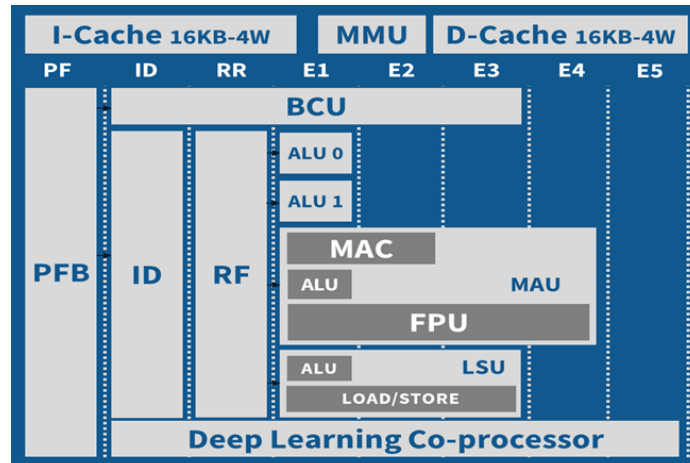 I-Cache 16KB-4W MMU D-Cache 16KB-4W
PF ID RR E1 E2 E3 E4 E5
BCU
ALU 0
ALU 1
MAC
PFB ID RF ALU MAU
FPU
ALU LSU
LOAD/STORE
Deep Learning Co-processor